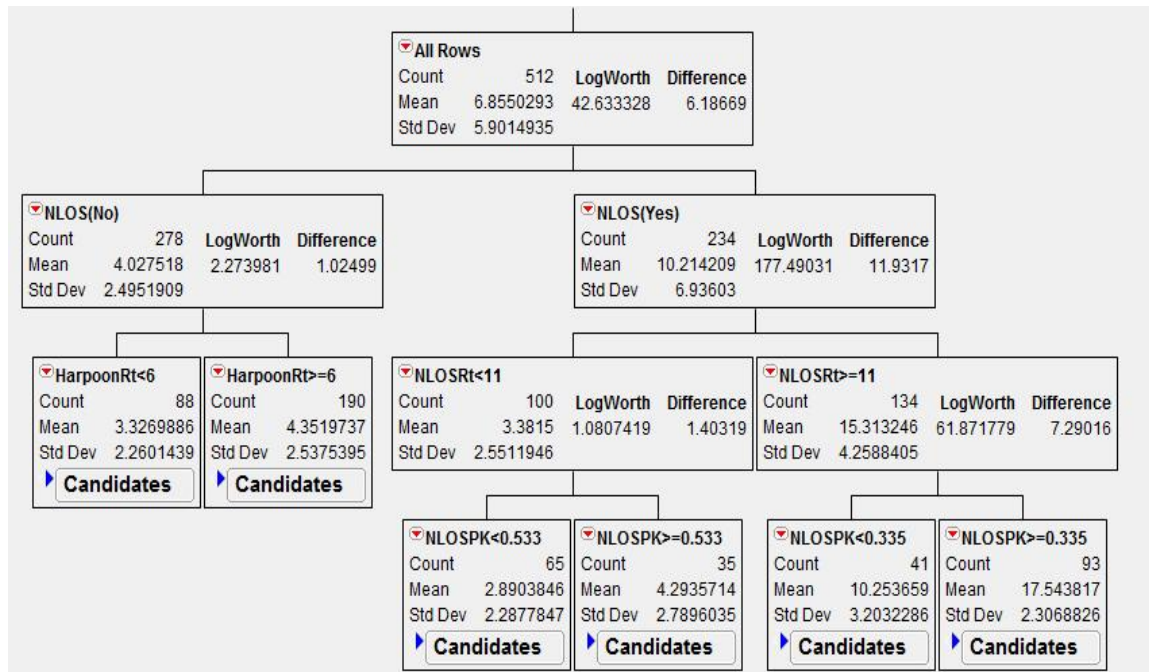 All Rows
Count 512 LogWorth Difference
Mean 6.8550293 42.633328 6.18669
Std Dev 5.9014935
NLOS(No)
Count 278 LogWorth Difference
Mean 4.027518 2.273981 1.02499
Std Dev 2.4951909
NLOS(Yes)
Count 234 LogWorth Difference
Mean 10.214209 177.49031 11.9317
Std Dev 6.93603
HarpoonRt<6
Count 88
Mean 3.3269886
Std Dev 2.2601439
Candidates
HarpoonRt>=6
Count 190
Mean 4.3519737
Std Dev 2.5375395
Candidates
NLOSRt<11
Count 100 LogWorth Difference
Mean 3.3815 1.0807419 1.40319
Std Dev 2.5511946
NLOSRt>=11
Count 134 LogWorth Difference
Mean 15.313246 61.871779 7.29016
Std Dev 4.2588405
NLOSPK<0.533
Count 65
Mean 2.8903846
Std Dev 2.2877847
Candidates
NLOSPK>=0.533
Count 35
Mean 4.2935714
Std Dev 2.7896035
Candidates
NLOSPK<0.335
Count 41
Mean 10.253659
Std Dev 3.2032286
Candidates
NLOSPK>=0.335
Count 93
Mean 17.543817
Std Dev 2.3068826
Candidates